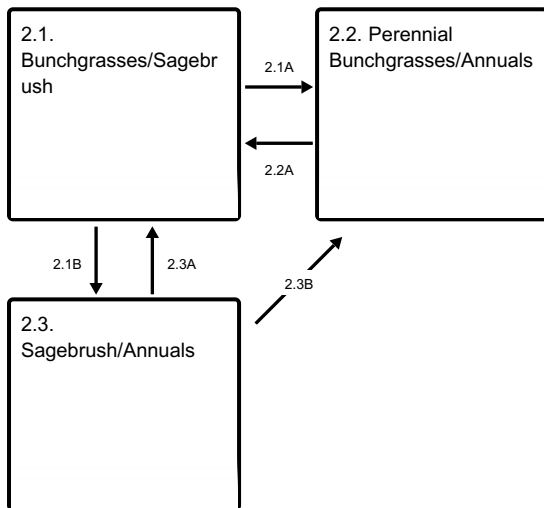 2.1.
Bunchgrasses/Sagebr
ush
2.2. Perennial
Bunchgrasses/Annuals
2.1A
2.2A
2.1B
2.3A
2.3B
2.3.
Sagebrush/Annuals